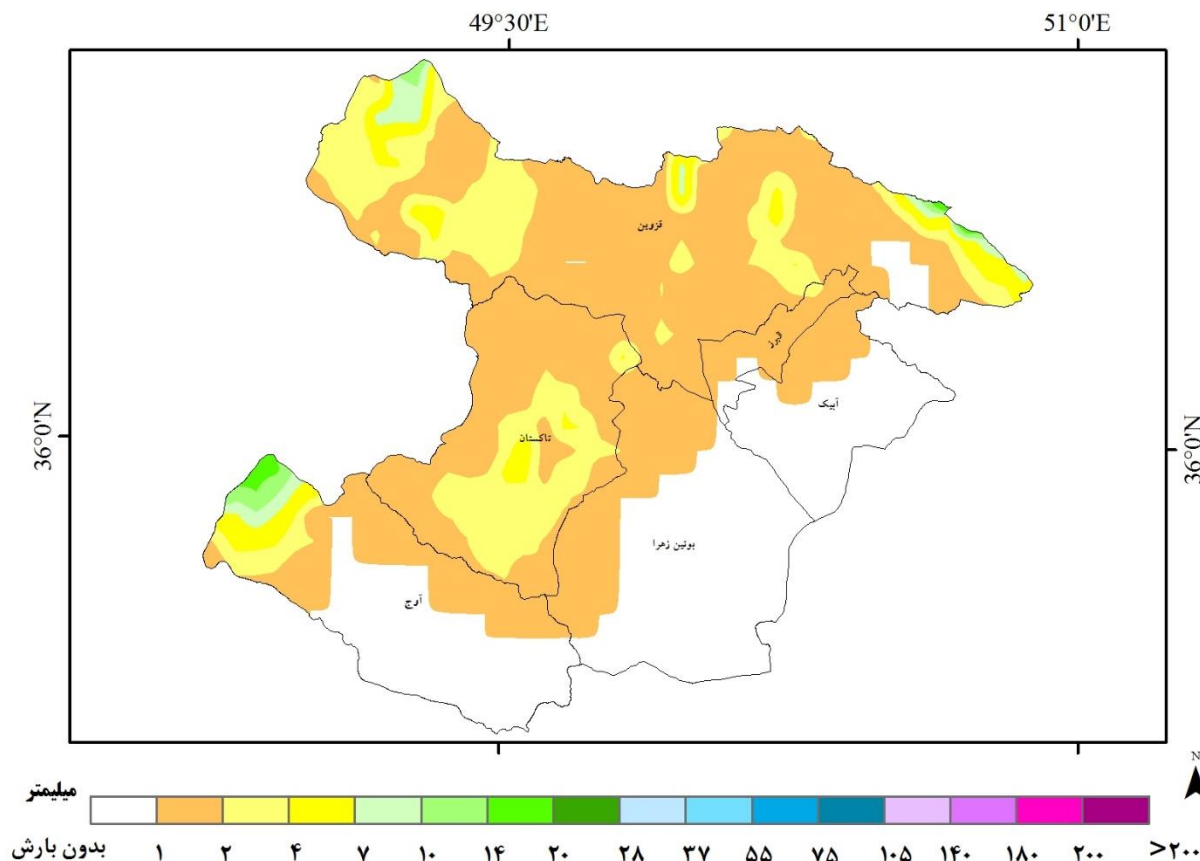 49°30'E 51°0'E
36°0'N 36°0'N
قزوین
البرز
آبیک
تاکستان
بوئین زهرا
آوج
N
میلیمتر
بدون بارش ۱ ۲ ۴ ۷ ۱۰ ۱۴ ۲۰ ۲۸ ۳۷ ۵۵ ۷۵ ۱۰۵ ۱۴۰ ۱۸۰ ۲۰۰ >۲۰۰